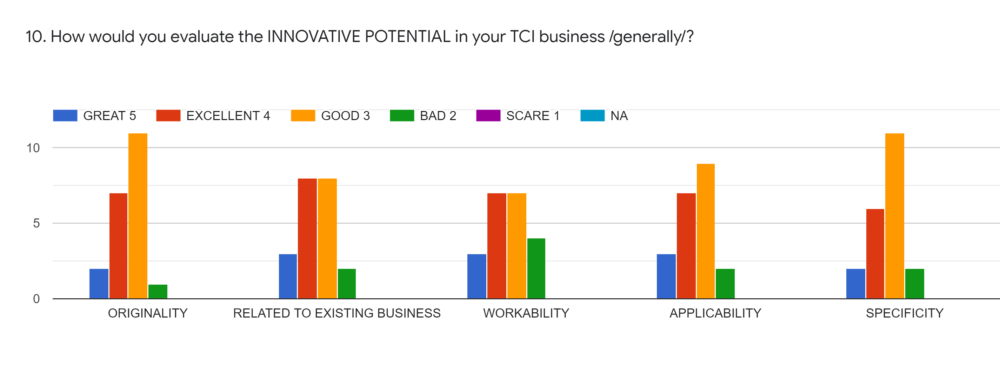 10. How would you evaluate the INNOVATIVE POTENTIAL in your TCI business /generally/?
GREAT 5 EXCELLENT 4 GOOD 3 BAD 2 SCARE 1 NA
10
5
0
ORIGINALITY RELATED TO EXISTING BUSINESS WORKABILITY APPLICABILITY SPECIFICITY